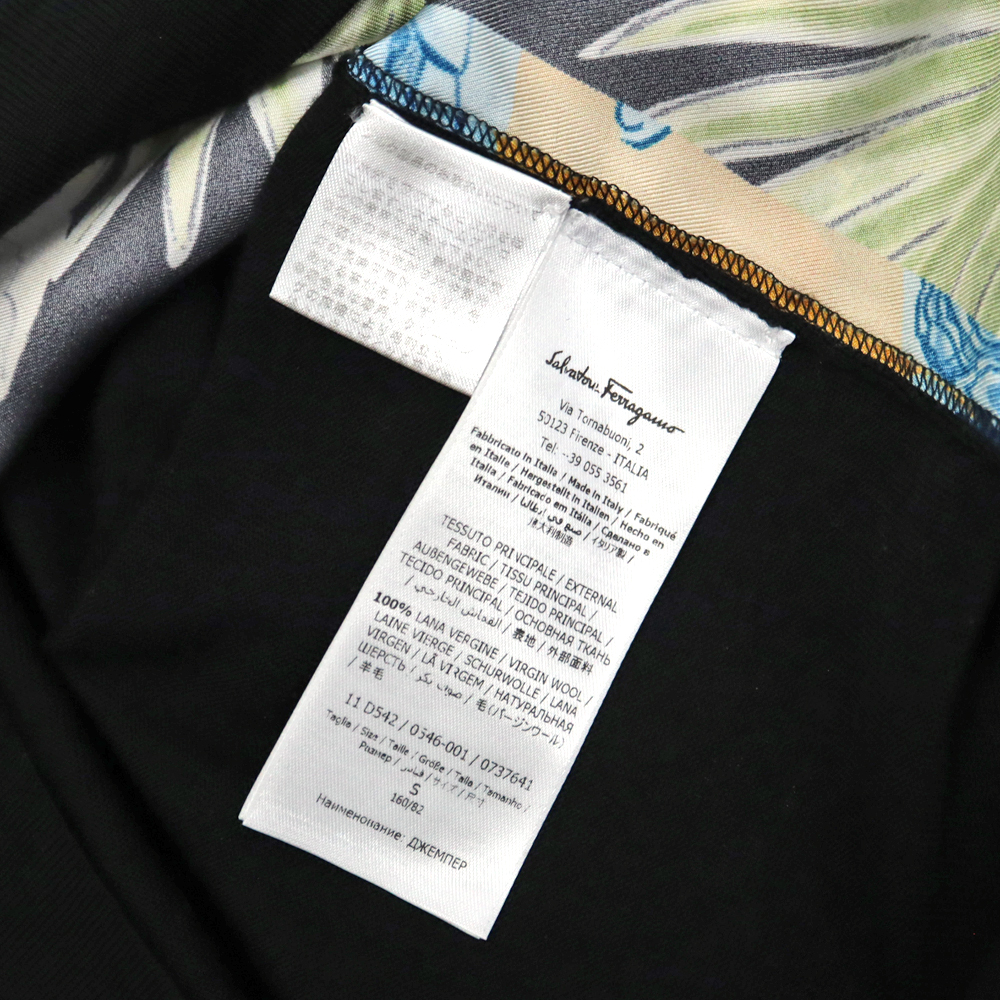 Salvatore Ferragamo
Via Tornabuoni, 2
50123 Firenze - ITALIA
Tel: +39 055 3561
Fabbricato in Italia / Made in Italy / Fabriqué
en Italie / Hergestellt in Italien / Hecho en
Italia / Fabricado em Itália / Сделано в
Италии / صنع في إيطاليا / イタリア製 /
意大利制造
TESSUTO PRINCIPALE / EXTERNAL
FABRIC / TISSU PRINCIPAL /
AUßENGEWEBE / TEJIDO PRINCIPAL /
TECIDO PRINCIPAL / ОСНОВНАЯ ТКАНЬ
/ القماش الخارجي / 表地 / 外部面料
100% LANA VERGINE / VIRGIN WOOL /
LAINE VIERGE / SCHURWOLLE / LANA
VIRGEN / LÃ VIRGEM / НАТУРАЛЬНАЯ
ШЕРСТЬ / صوف بكر / 毛(バージンウール)
/ 羊毛
11 D542 / 0546-001 / 0737641
Taglia / Size / Taille / Größe / Talla / Tamanho /
Размер / قياس / サイズ / 尺寸
S
160/82
Наименование: ДЖЕМПЕР